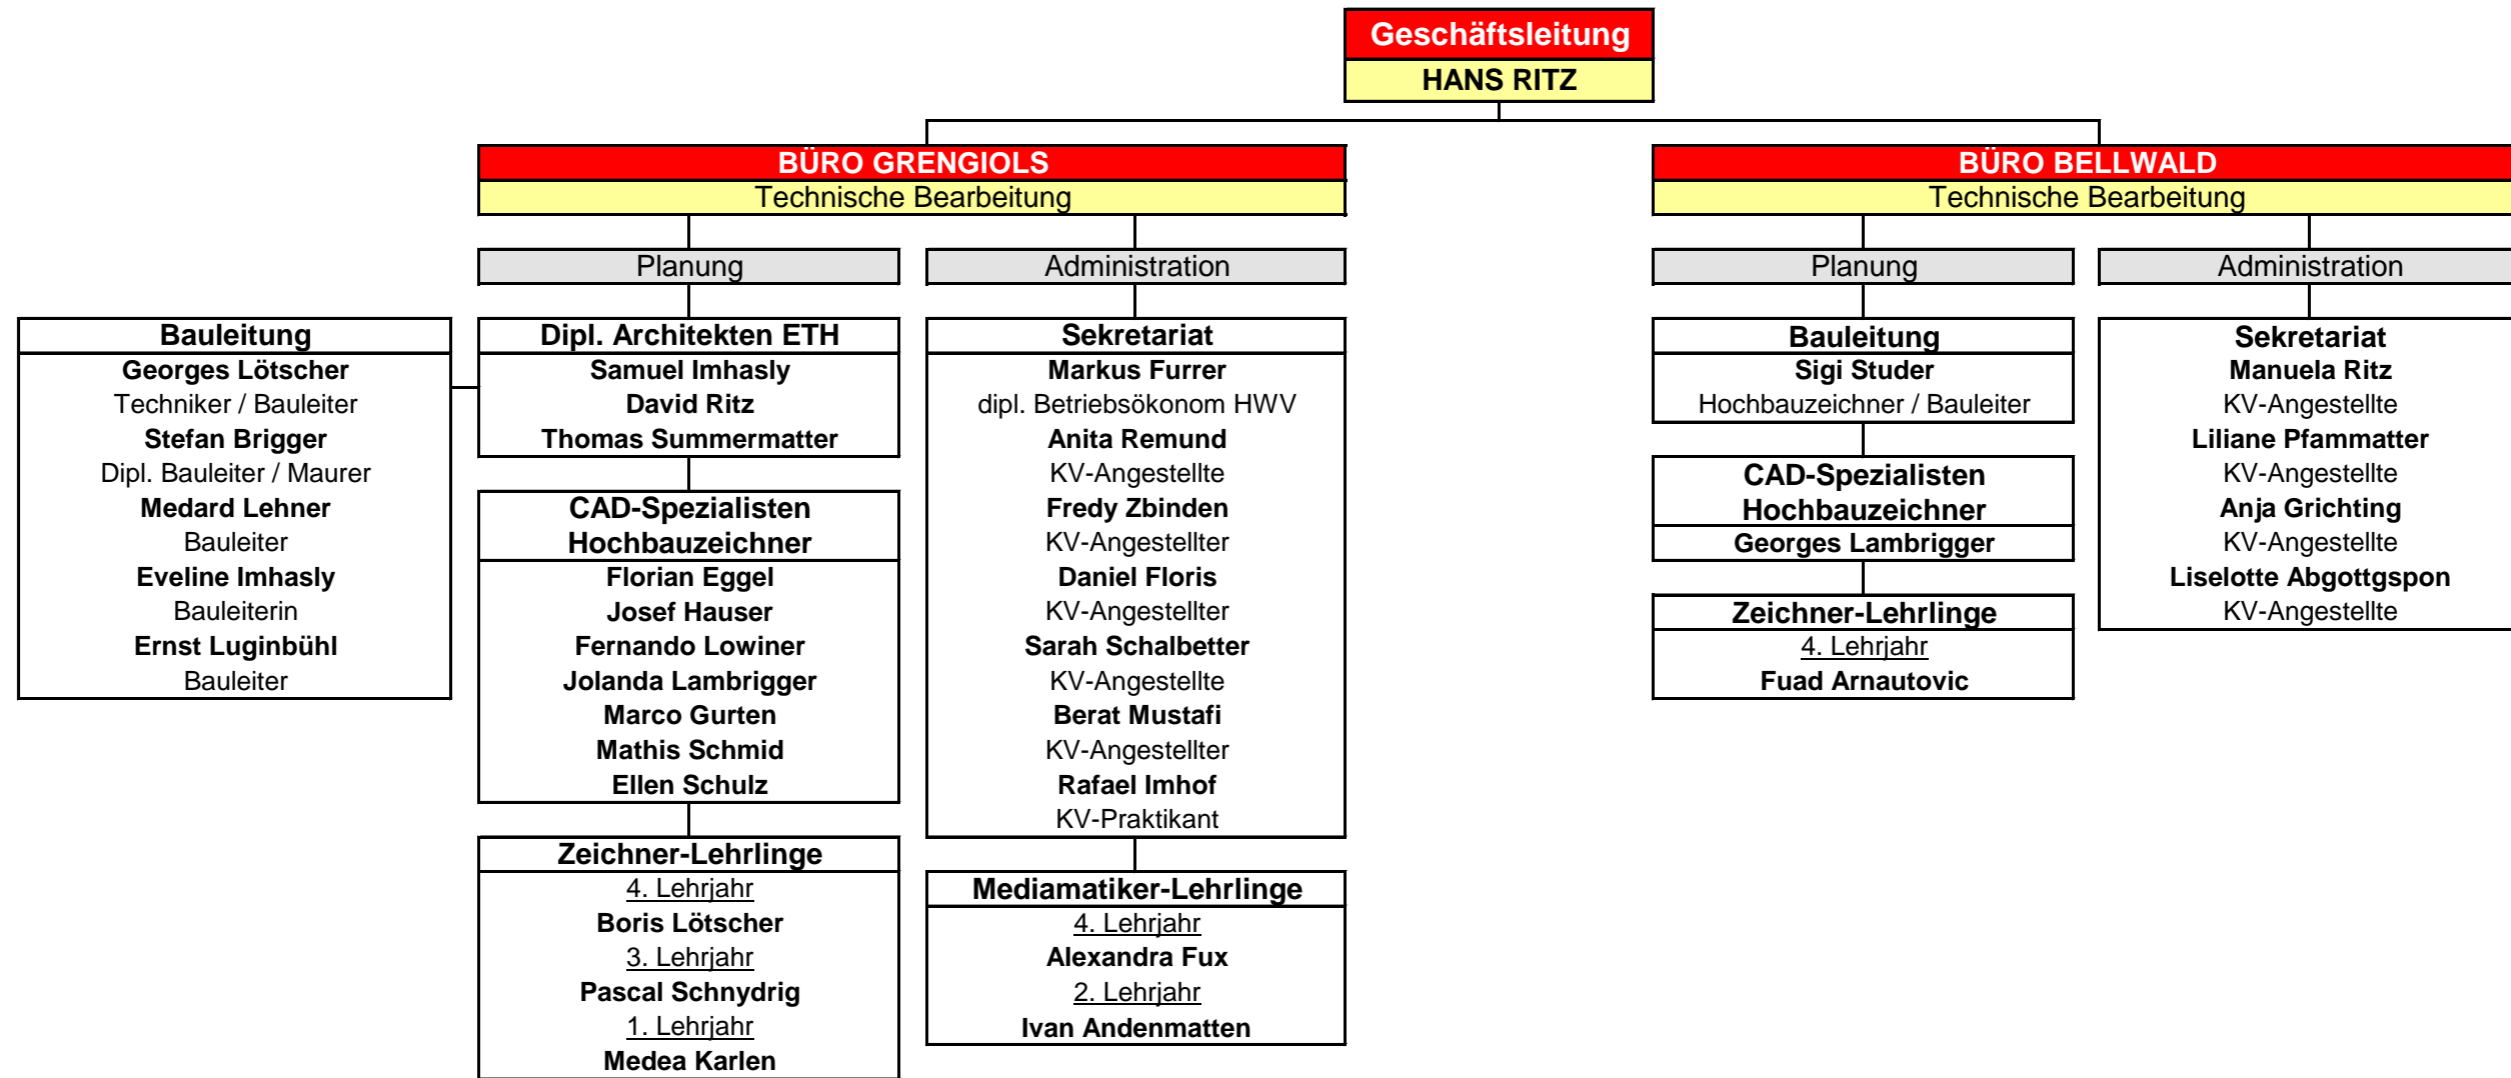 Geschäftsleitung
HANS RITZ
BÜRO GRENGIOLS
Technische Bearbeitung
Planung
Administration
Bauleitung
Georges Lötscher
Techniker / Bauleiter
Stefan Brigger
Dipl. Bauleiter / Maurer
Medard Lehner
Bauleiter
Eveline Imhasly
Bauleiterin
Ernst Luginbühl
Bauleiter
Dipl. Architekten ETH
Samuel Imhasly
David Ritz
Thomas Summermatter
CAD-Spezialisten
Hochbauzeichner
Florian Eggel
Josef Hauser
Fernando Lowiner
Jolanda Lambrigger
Marco Gurten
Mathis Schmid
Ellen Schulz
Zeichner-Lehrlinge
4. Lehrjahr
Boris Lötscher
3. Lehrjahr
Pascal Schnydrig
1. Lehrjahr
Medea Karlen
Sekretariat
Markus Furrer
dipl. Betriebsökonom HWV
Anita Remund
KV-Angestellte
Fredy Zbinden
KV-Angestellter
Daniel Floris
KV-Angestellter
Sarah Schalbetter
KV-Angestellte
Berat Mustafi
KV-Angestellter
Rafael Imhof
KV-Praktikant
Mediamatiker-Lehrlinge
4. Lehrjahr
Alexandra Fux
2. Lehrjahr
Ivan Andenmatten
BÜRO BELLWALD
Technische Bearbeitung
Planung
Administration
Bauleitung
Sigi Studer
Hochbauzeichner / Bauleiter
CAD-Spezialisten
Hochbauzeichner
Georges Lambrigger
Zeichner-Lehrlinge
4. Lehrjahr
Fuad Arnautovic
Sekretariat
Manuela Ritz
KV-Angestellte
Liliane Pfammatter
KV-Angestellte
Anja Grichting
KV-Angestellte
Liselotte Abgottgspon
KV-Angestellte